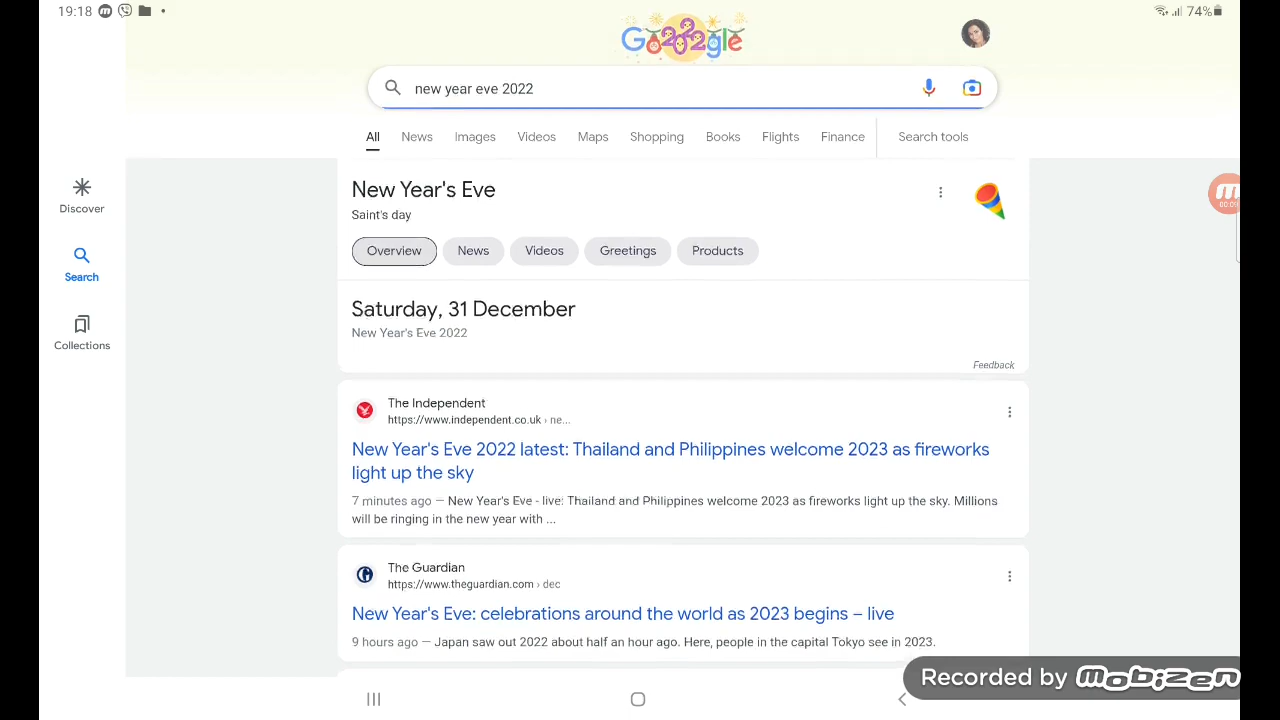 19:18
74%
Go2022gle
new year eve 2022
All News Images Videos Maps Shopping Books Flights Finance Search tools
New Year's Eve
Saint's day
Overview News Videos Greetings Products
Saturday, 31 December
New Year's Eve 2022
Feedback
Discover
Search
Collections
The Independent
https://www.independent.co.uk › ne...
New Year's Eve 2022 latest: Thailand and Philippines welcome 2023 as fireworks
light up the sky
7 minutes ago — New Year's Eve - live: Thailand and Philippines welcome 2023 as fireworks light up the sky. Millions
will be ringing in the new year with ...
The Guardian
https://www.theguardian.com › dec
New Year's Eve: celebrations around the world as 2023 begins – live
9 hours ago — Japan saw out 2022 about half an hour ago. Here, people in the capital Tokyo see in 2023.
Recorded by mobizen